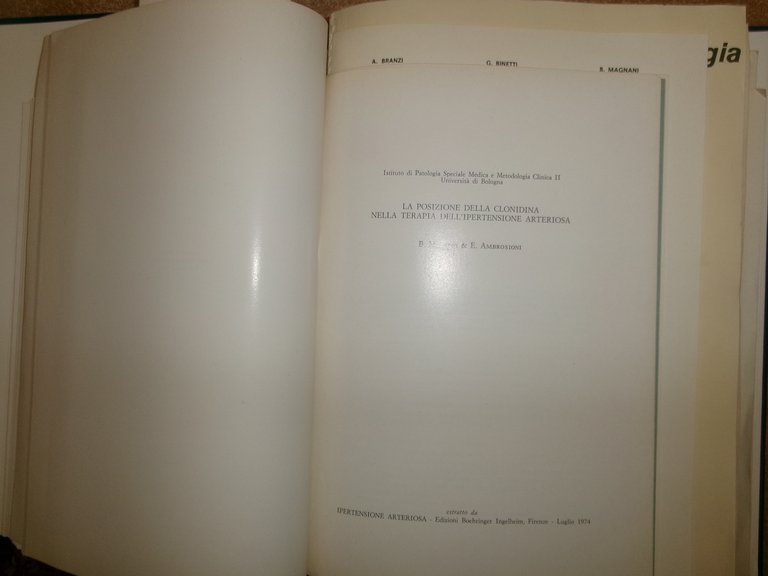 gia
A. BRANZI G. BINETTI B. MAGNANI
Istituto di Patologia Speciale Medica e Metodologia Clinica II
Università di Bologna
LA POSIZIONE DELLA CLONIDINA
NELLA TERAPIA DELL'IPERTENSIONE ARTERIOSA
B. & E. AMBROSIONI
estratto da
IPERTENSIONE ARTERIOSA - Edizioni Boehringer Ingelheim, Firenze - Luglio 1974